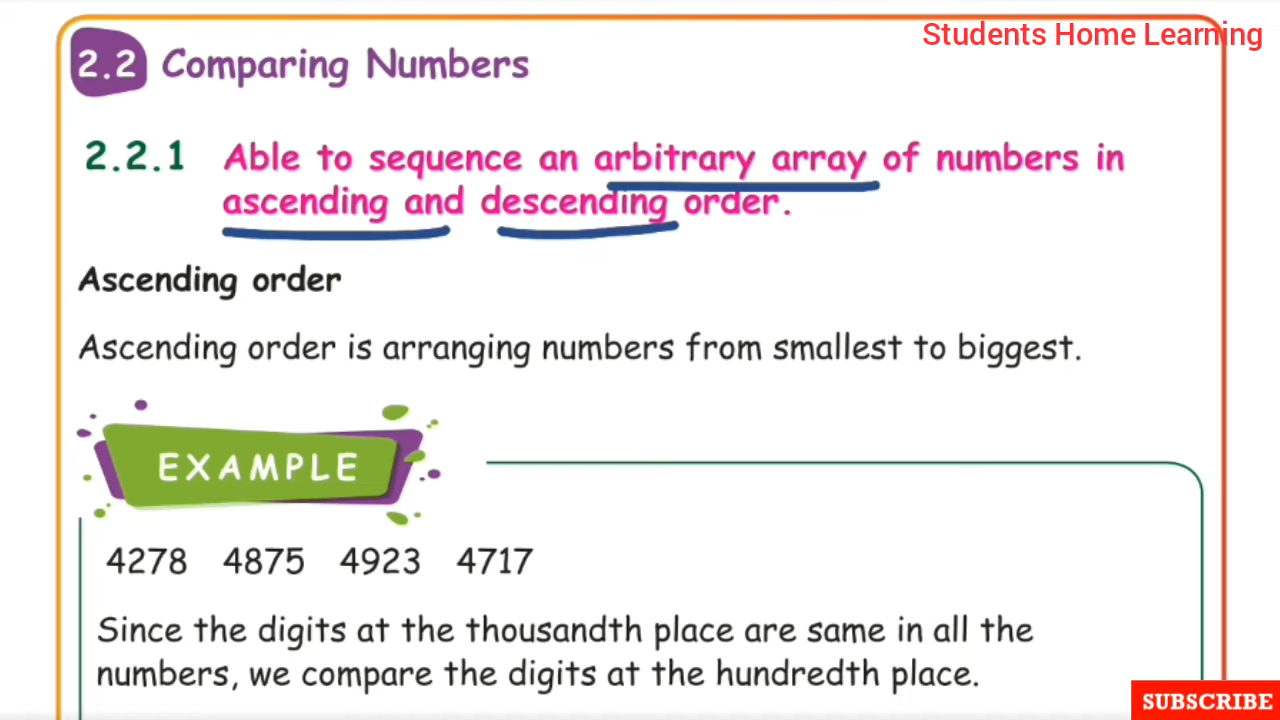 Students Home Learning
2.2 Comparing Numbers
2.2.1 Able to sequence an arbitrary array of numbers in
ascending and descending order.
Ascending order
Ascending order is arranging numbers from smallest to biggest.
EXAMPLE
4278 4875 4923 4717
Since the digits at the thousandth place are same in all the
numbers, we compare the digits at the hundredth place.
SUBSCRIBE